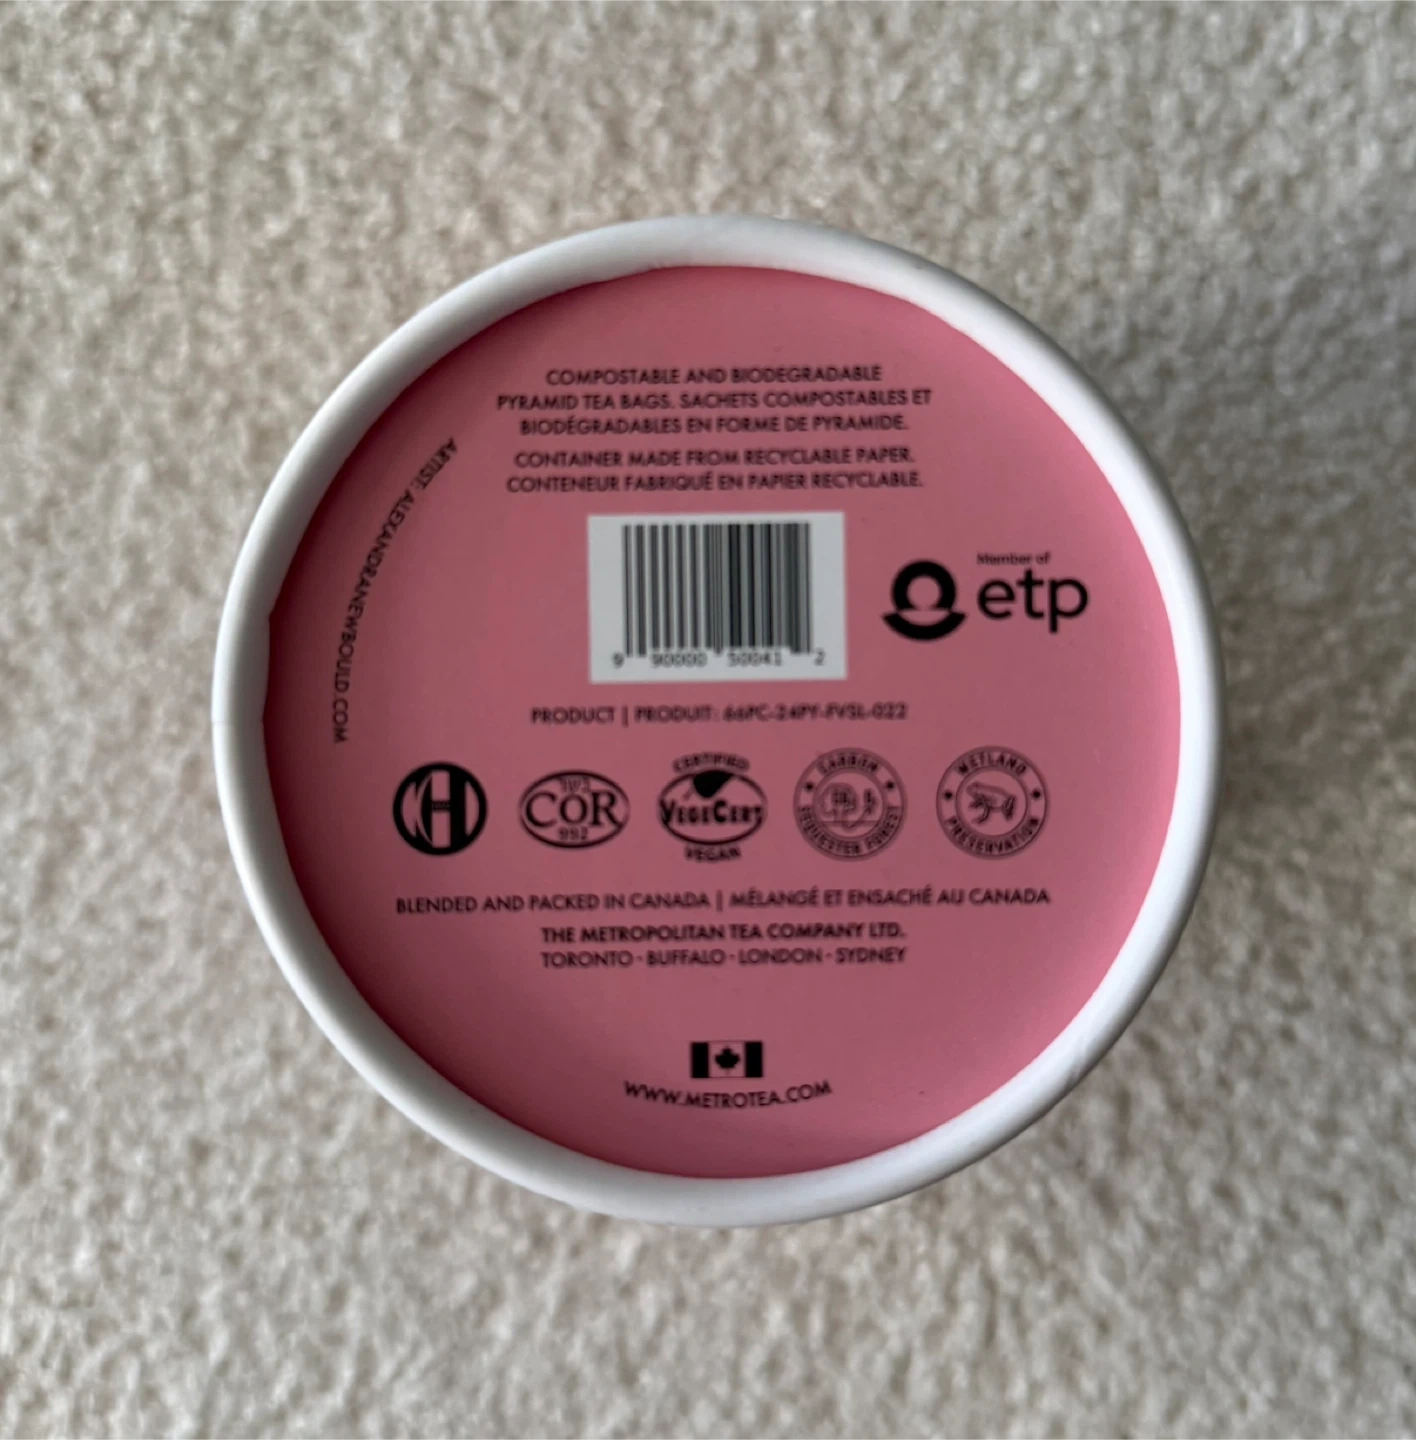 COMPOSTABLE AND BIODEGRADABLE
PYRAMID TEA BAGS. SACHETS COMPOSTABLES ET
BIODÉGRADABLES EN FORME DE PYRAMIDE.
CONTAINER MADE FROM RECYCLABLE PAPER.
CONTENEUR FABRIQUÉ EN PAPIER RECYCLABLE.
ARTIST: ALEXANDRANEWBOULD.COM
9 90000 50041 2
Member of
etp
PRODUCT | PRODUIT: 66PC-24PY-FVSL-022
כשר
COR
992
CERTIFIED
VEGECERT
VEGAN
CARBON
SEQUESTER FOREST
WETLAND
PRESERVATION
BLENDED AND PACKED IN CANADA | MÉLANGÉ ET ENSACHÉ AU CANADA
THE METROPOLITAN TEA COMPANY LTD.
TORONTO · BUFFALO · LONDON · SYDNEY
WWW.METROTEA.COM